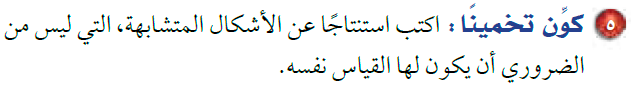 ٥ كوِّن تخمينًا : اكتب استنتاجًا عن الأشكال المتشابهة، التي ليس من
الضروري أن يكون لها القياس نفسه.